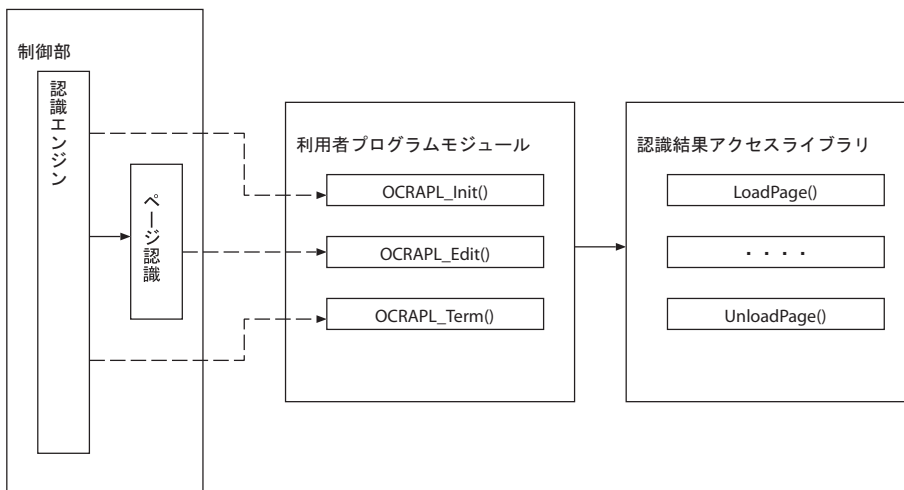 制御部
認識エンジン
ページ認識
利用者プログラムモジュール
OCRAPL_Init()
OCRAPL_Edit()
OCRAPL_Term()
認識結果アクセスライブラリ
LoadPage()
・・・・
UnloadPage()